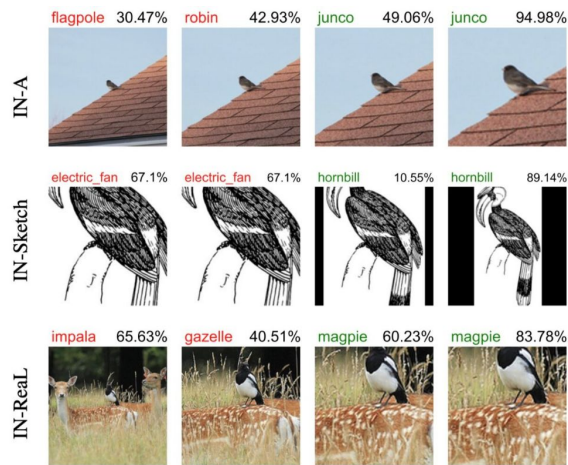 flagpole 30.47% robin 42.93% junco 49.06% junco 94.98%
IN-A
electric_fan 67.1% electric_fan 67.1% hornbill 10.55% hornbill 89.14%
IN-Sketch
impala 65.63% gazelle 40.51% magpie 60.23% magpie 83.78%
IN-ReaL